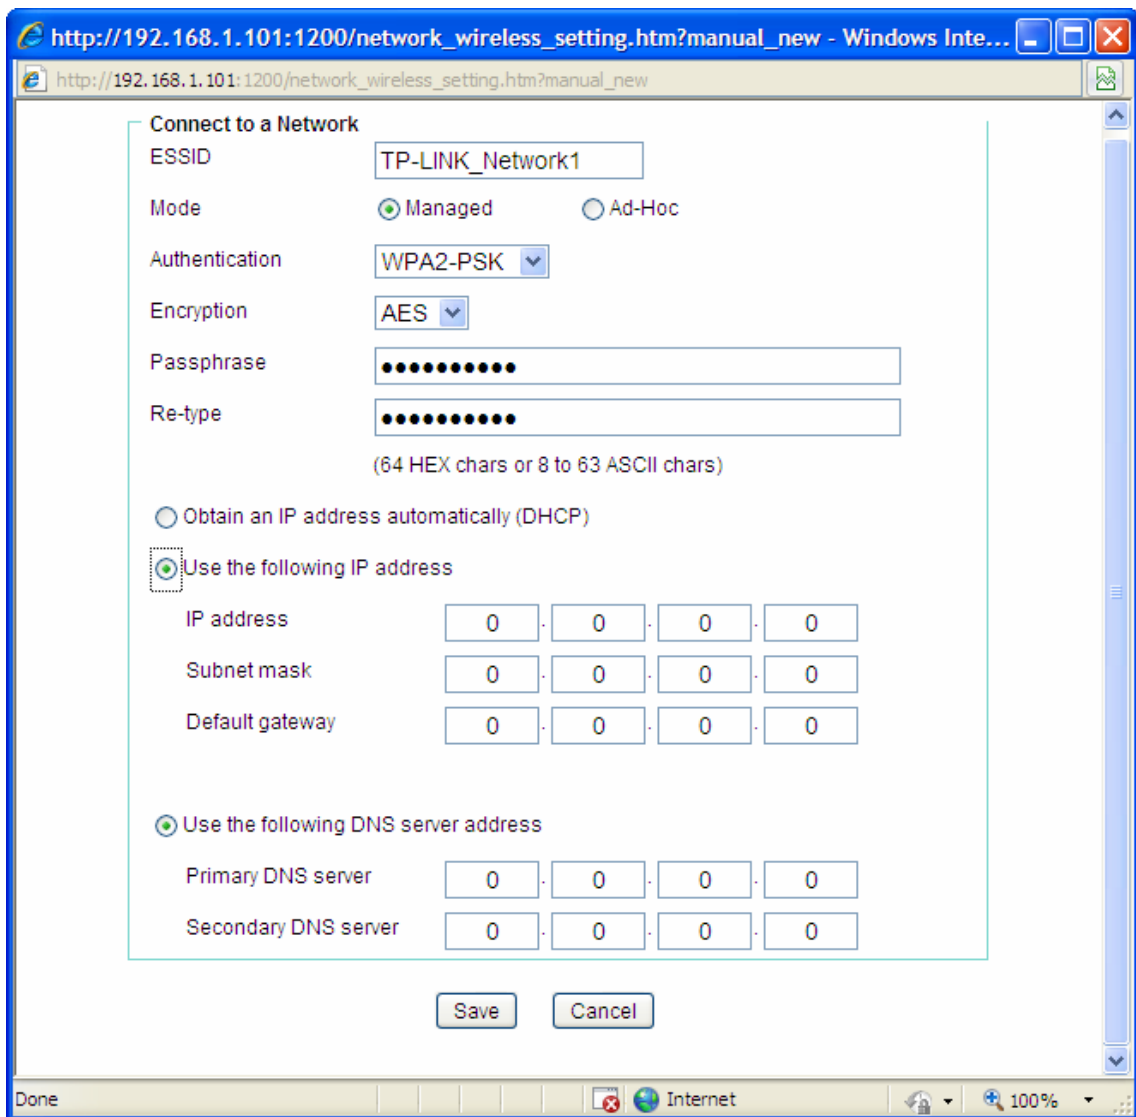 http://192.168.1.101:1200/network_wireless_setting.htm?manual_new - Windows Inte...
http://192.168.1.101:1200/network_wireless_setting.htm?manual_new
Connect to a Network
ESSID TP-LINK_Network1
Mode Managed Ad-Hoc
Authentication WPA2-PSK
Encryption AES
Passphrase ••••••••••
Re-type ••••••••••
(64 HEX chars or 8 to 63 ASCII chars)
Obtain an IP address automatically (DHCP)
Use the following IP address
IP address 0 . 0 . 0 . 0
Subnet mask 0 . 0 . 0 . 0
Default gateway 0 . 0 . 0 . 0
Use the following DNS server address
Primary DNS server 0 . 0 . 0 . 0
Secondary DNS server 0 . 0 . 0 . 0
Save Cancel
Done Internet 100%